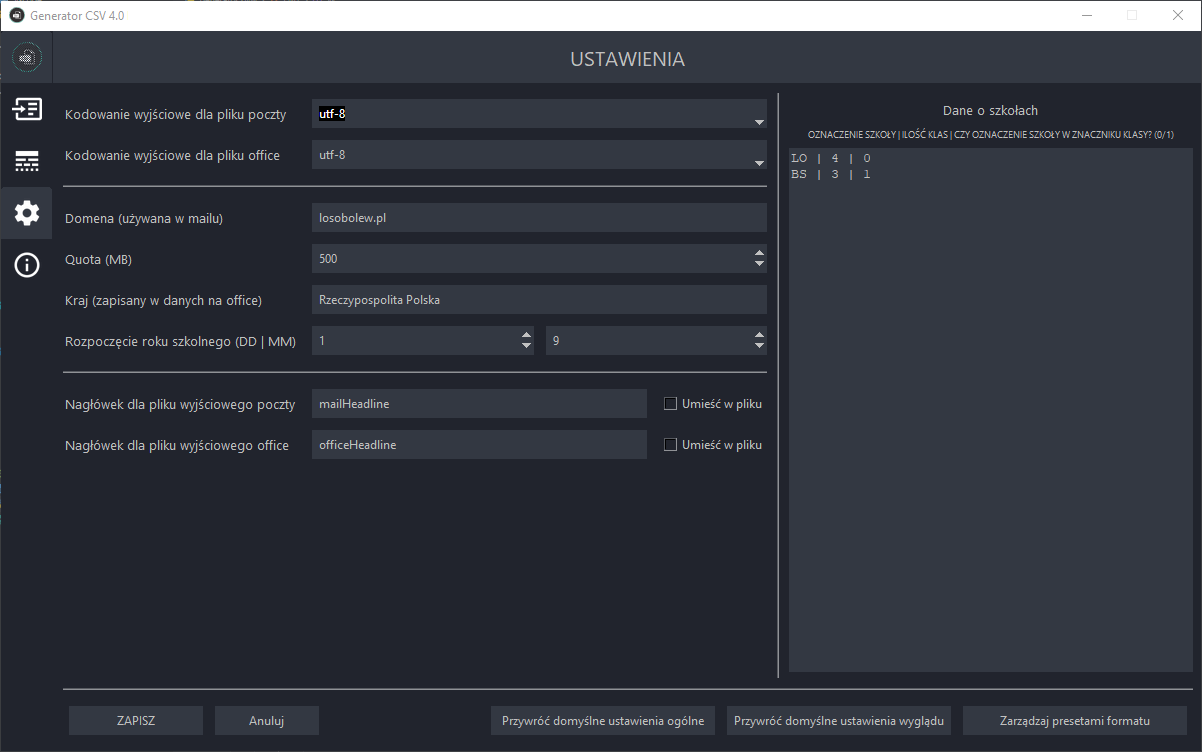 Generator CSV 4.0
USTAWIENIA
Kodowanie wyjściowe dla pliku poczty
utf-8
Kodowanie wyjściowe dla pliku office
utf-8
Domena (używana w mailu)
losobolew.pl
Quota (MB)
500
Kraj (zapisany w danych na office)
Rzeczypospolita Polska
Rozpoczęcie roku szkolnego (DD | MM)
1
9
Nagłówek dla pliku wyjściowego poczty
mailHeadline
Umieść w pliku
Nagłówek dla pliku wyjściowego office
officeHeadline
Umieść w pliku
Dane o szkołach
OZNACZENIE SZKOŁY | ILOŚĆ KLAS | CZY OZNACZENIE SZKOŁY W ZNACZNIKU KLASY? (0/1)
LO | 4 | 0
BS | 3 | 1
ZAPISZ
Anuluj
Przywróć domyślne ustawienia ogólne
Przywróć domyślne ustawienia wyglądu
Zarządzaj presetami formatu